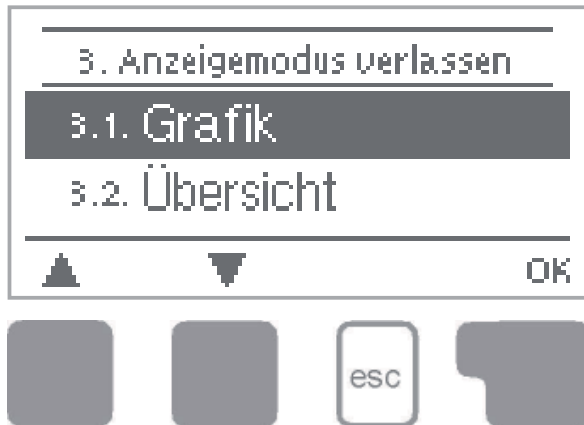 3. Anzeigemodus verlassen
3.1. Grafik
3.2. Übersicht
OK
esc